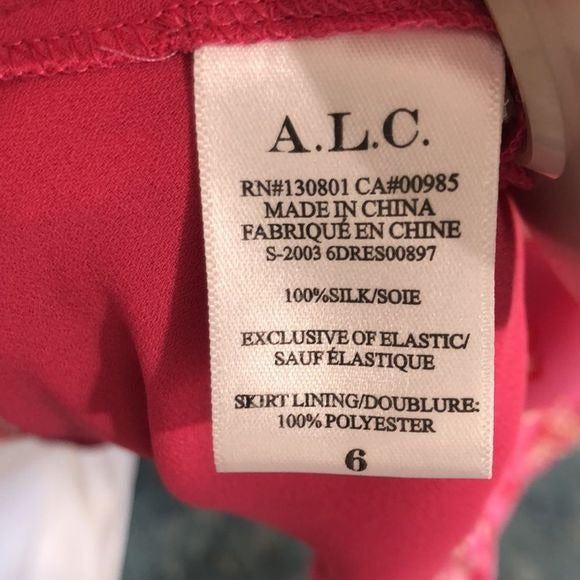 A.L.C.
RN#130801 CA#00985
MADE IN CHINA
FABRIQUÉ EN CHINE
S-2003 6DRES00897
100%SILK/SOIE
EXCLUSIVE OF ELASTIC/
SAUF ÉLASTIQUE
SKIRT LINING/DOUBLURE:
100% POLYESTER
6